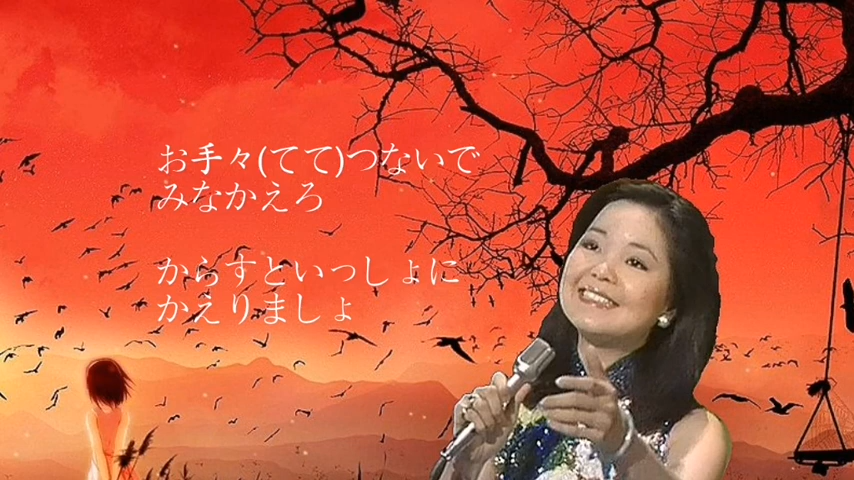 お手々(てて)つないで
みなかえろ
からすといっしょに
かえりましょ